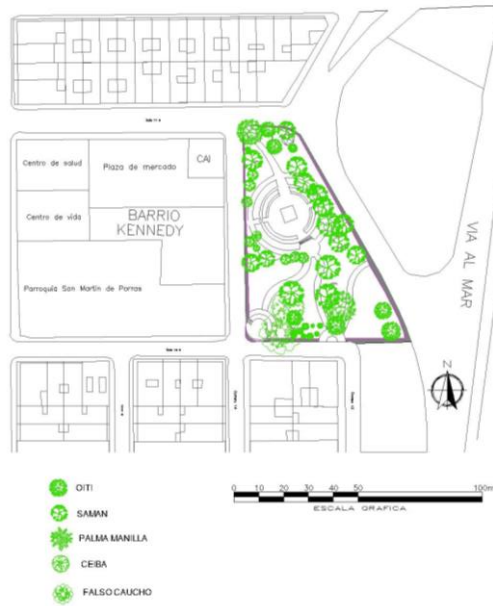 Centro de salud
Plaza de mercado
CAI
Centro de vida
BARRIO
KENNEDY
Parroquia San Martin de Porras
VIA AL MAR
N
OITI
SAMAN
PALMA MANILLA
CEIBA
FALSO CAUCHO
0 10 20 30 40 50 100m
ESCALA GRAFICA